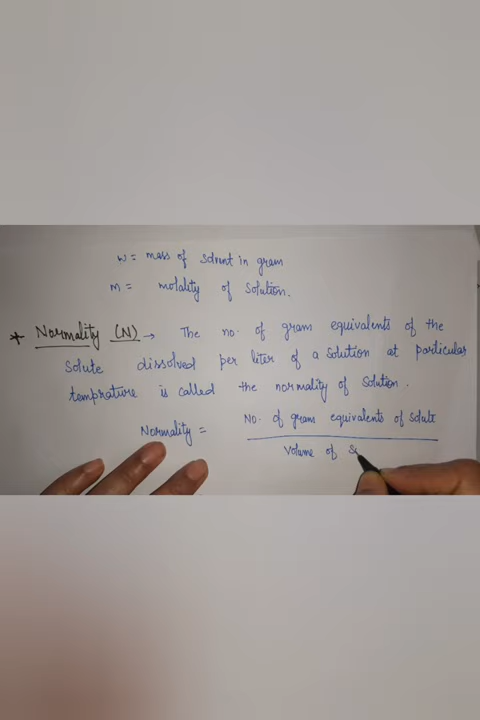 w = mass of solvent in gram
m = molality of solution.
* Normality (N) → The no. of gram equivalents of the
Solute dissolved per liter of a solution at particular
temprature is called the normality of solution.
No. of gram equivalents of solute
Normality =
Volume of So